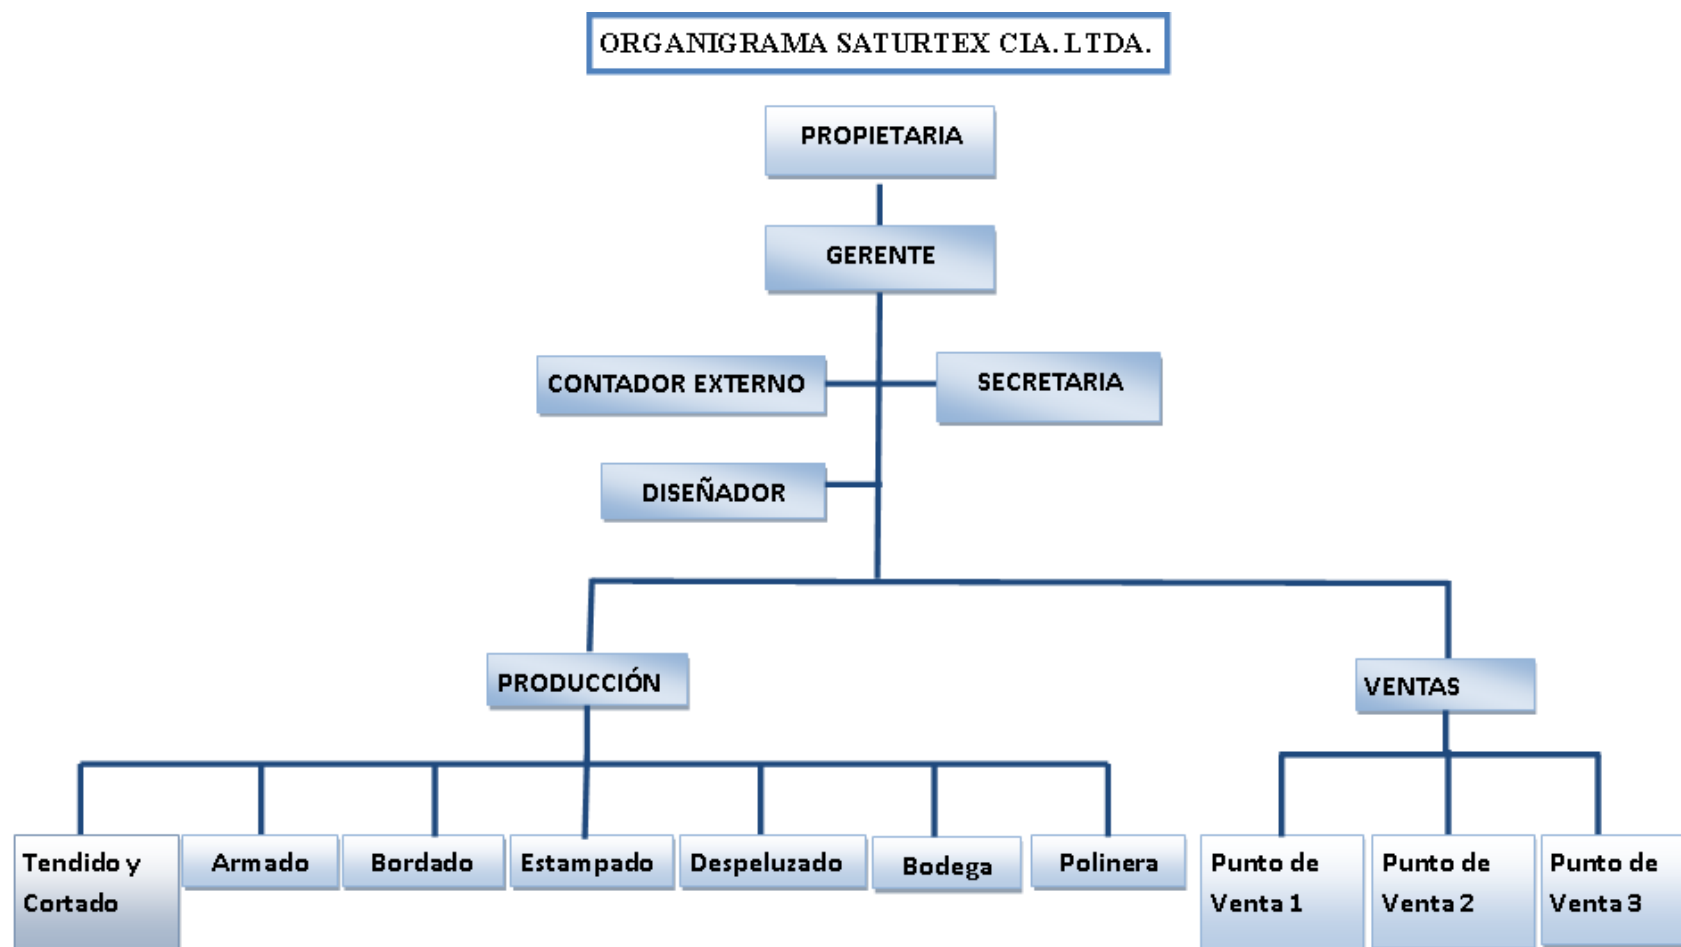 ORGANIGRAMA SATURTEX CIA. LTDA.
PROPIETARIA
GERENTE
CONTADOR EXTERNO
SECRETARIA
DISEÑADOR
PRODUCCIÓN
VENTAS
Tendido y
Cortado
Armado
Bordado
Estampado
Despeluzado
Bodega
Polinera
Punto de
Venta 1
Punto de
Venta 2
Punto de
Venta 3